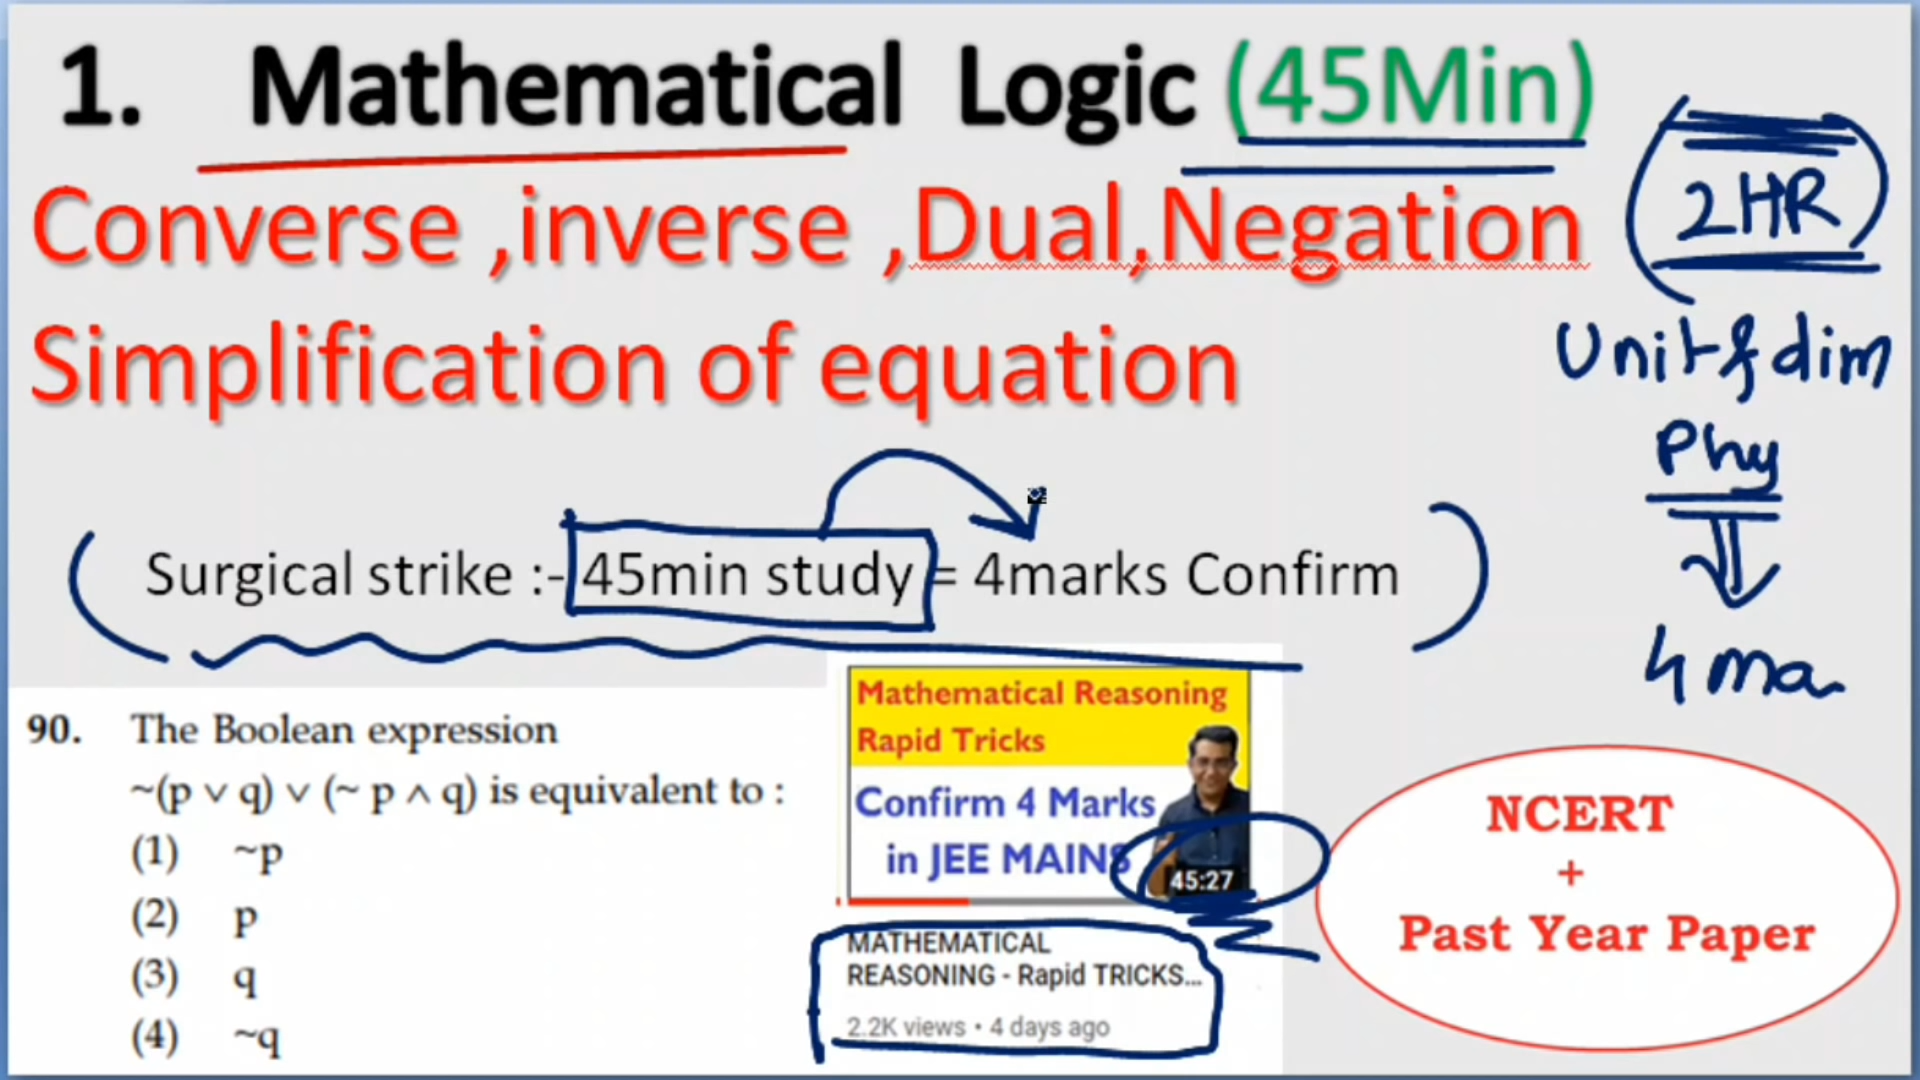 1. Mathematical Logic (45Min)
Converse ,inverse ,Dual,Negation
Simplification of equation
2HR
Unit & dim
Phy
4 ma
Surgical strike :- 45min study = 4marks Confirm
90. The Boolean expression
~(p ∨ q) ∨ (~ p ∧ q) is equivalent to :
(1) ~p
(2) p
(3) q
(4) ~q
Mathematical Reasoning
Rapid Tricks
Confirm 4 Marks
in JEE MAINS
45:27
MATHEMATICAL
REASONING - Rapid TRICKS...
2.2K views • 4 days ago
NCERT
+
Past Year Paper